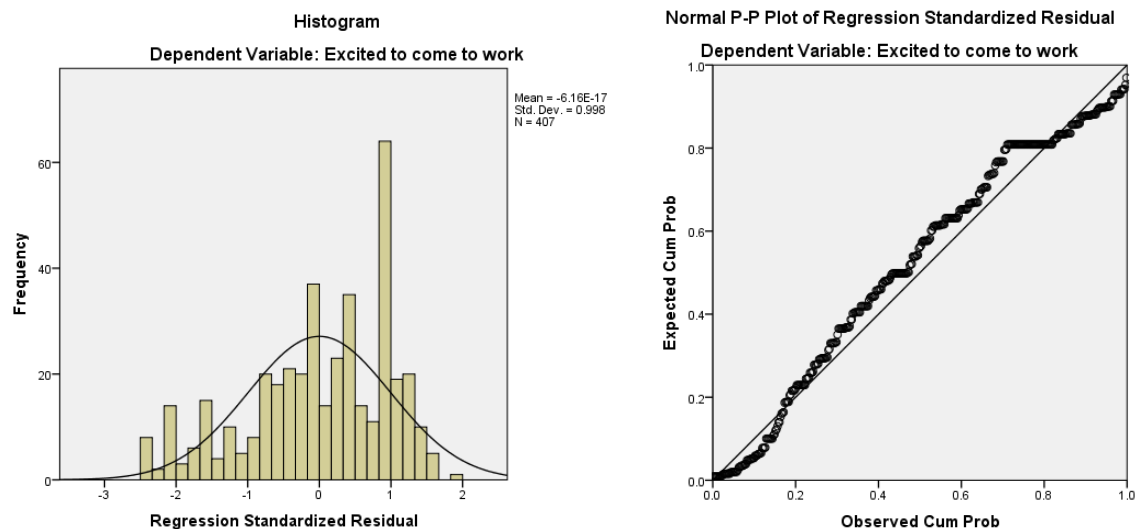 Histogram
Dependent Variable: Excited to come to work
Mean = -6.16E-17
Std. Dev. = 0.998
N = 407
Frequency
60
40
20
0
-3 -2 -1 0 1 2
Regression Standardized Residual
Normal P-P Plot of Regression Standardized Residual
Dependent Variable: Excited to come to work
Expected Cum Prob
1.0
0.8
0.6
0.4
0.2
0.0
0.0 0.2 0.4 0.6 0.8 1.0
Observed Cum Prob